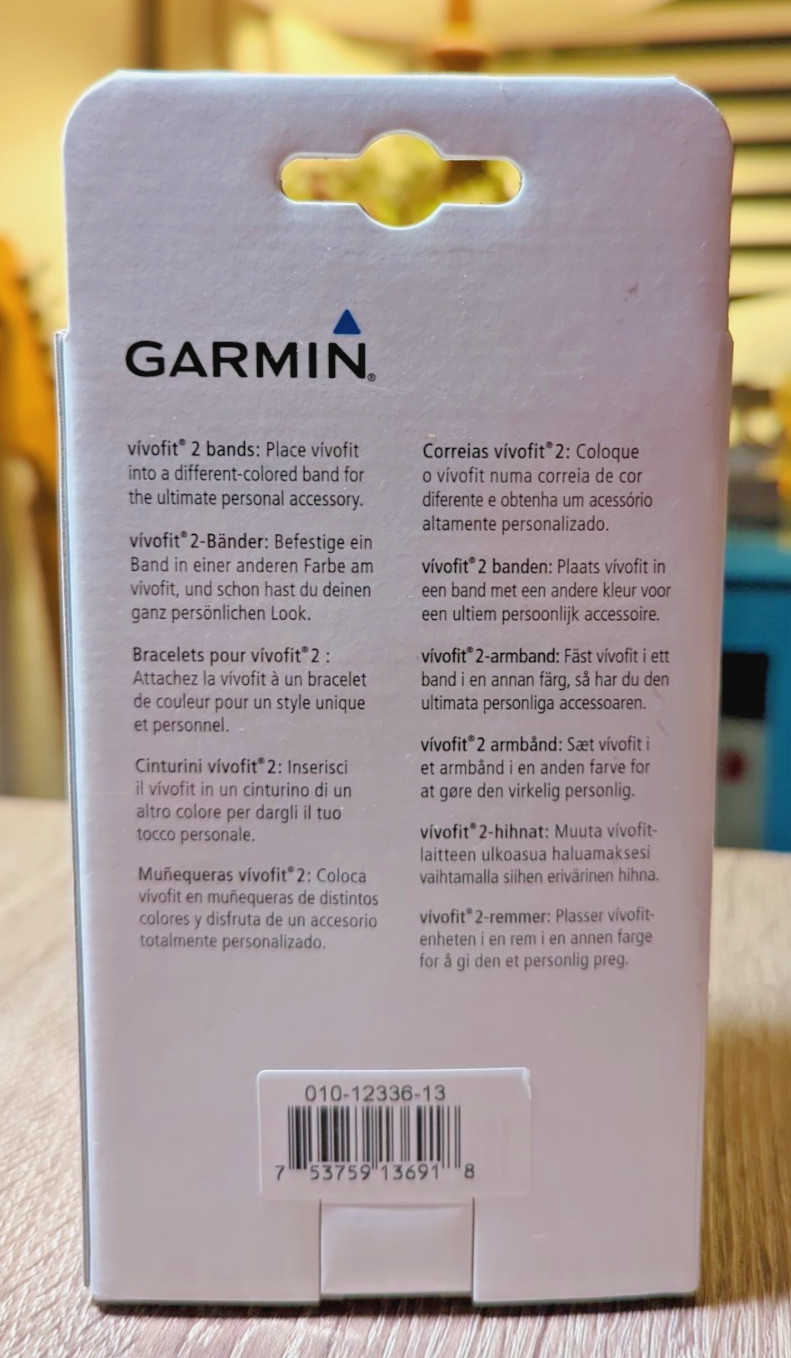 GARMIN®
vívofit® 2 bands: Place vívofit
into a different-colored band for
the ultimate personal accessory.
vívofit® 2-Bänder: Befestige ein
Band in einer anderen Farbe am
vívofit, und schon hast du deinen
ganz persönlichen Look.
Bracelets pour vívofit® 2 :
Attachez la vívofit à un bracelet
de couleur pour un style unique
et personnel.
Cinturini vívofit® 2: Inserisci
il vívofit in un cinturino di un
altro colore per dargli il tuo
tocco personale.
Muñequeras vívofit® 2: Coloca
vívofit en muñequeras de distintos
colores y disfruta de un accesorio
totalmente personalizado.
Correias vívofit® 2: Coloque
o vívofit numa correia de cor
diferente e obtenha um acessório
altamente personalizado.
vívofit® 2 banden: Plaats vívofit in
een band met een andere kleur voor
een ultiem persoonlijk accessoire.
vívofit® 2-armband: Fäst vívofit i ett
band i en annan färg, så har du den
ultimata personliga accessoaren.
vívofit® 2 armbånd: Sæt vívofit i
et armbånd i en anden farve for
at gøre den virkelig personlig.
vívofit® 2-hihnat: Muuta vívofit-
laitteen ulkoasua haluamaksesi
vaihtamalla siihen erivärinen hihna.
vívofit® 2-remmer: Plasser vívofit-
enheten i en rem i en annen farge
for å gi den et personlig preg.
010-12336-13
7 53759 13691 8